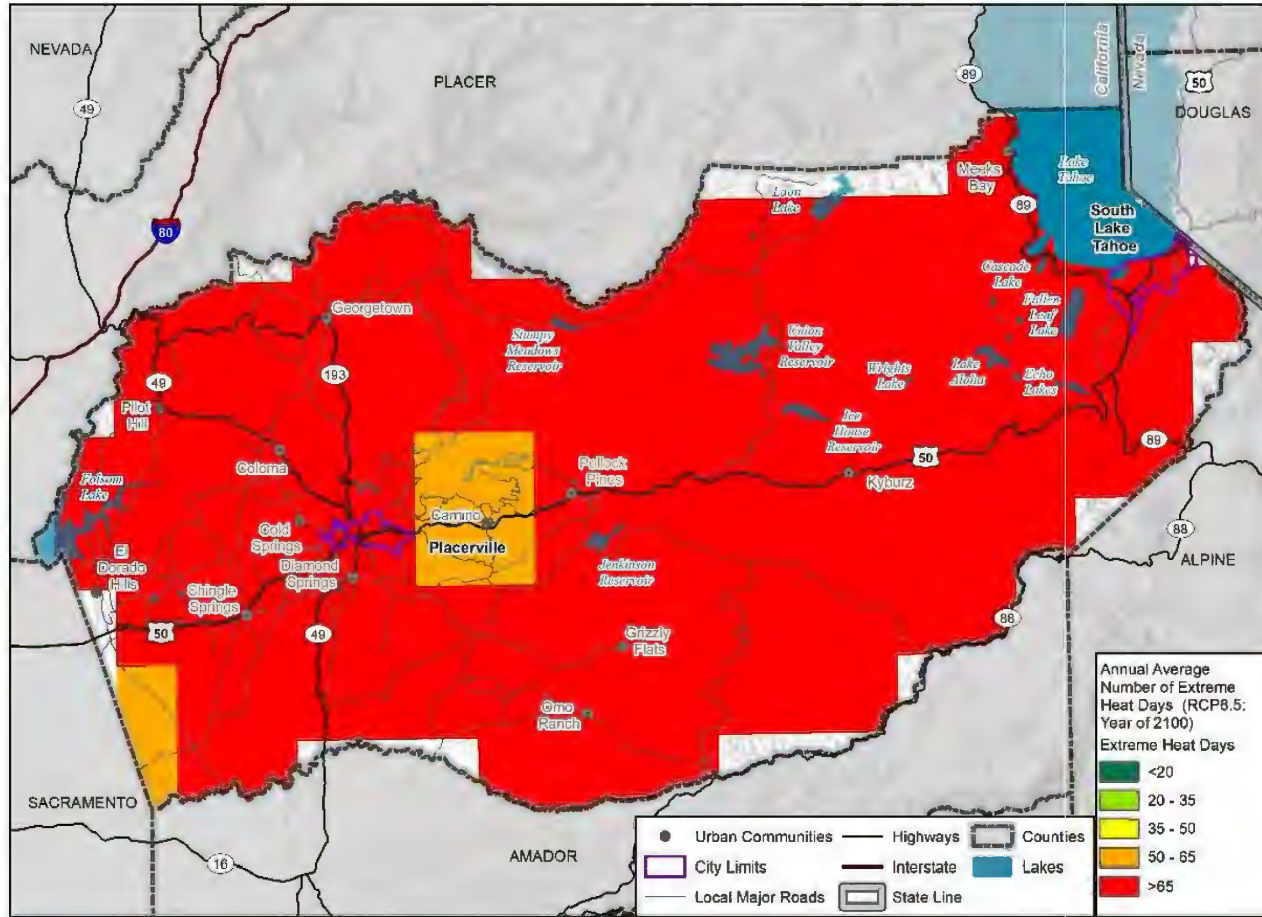 NEVADA
PLACER
89
California
Nevada
50
DOUGLAS
49
Meeks
Bay
Lake
Tahoe
Loon
Lake
89
South
Lake
Tahoe
80
Cascade
Lake
Fallen
Leaf
Lake
Georgetown
Stumpy
Meadows
Reservoir
Union
Valley
Reservoir
Wrights
Lake
Lake
Aloha
Echo
Lakes
49
193
Pilot
Hill
Ice
House
Reservoir
89
Coloma
50
Folsom
Lake
Pollock
Pines
Kyburz
Cold
Springs
Camino
Placerville
88
El
Dorado
Hills
Diamond
Springs
Jenkinson
Reservoir
ALPINE
Shingle
Springs
50
49
Grizzly
Flats
88
Omo
Ranch
SACRAMENTO
16
AMADOR
Urban Communities
Highways
Counties
City Limits
Interstate
Lakes
Local Major Roads
State Line
Annual Average
Number of Extreme
Heat Days (RCP8.5:
Year of 2100)
Extreme Heat Days
<20
20 - 35
35 - 50
50 - 65
>65